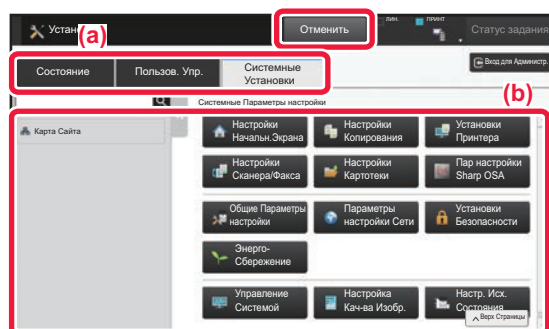 Устан
(a)
Отменить
ЛИН.
ПРИНТ
Статус задания
Состояние
Пользов. Упр.
Системные
Установки
Вход для Администр.
(b)
Системные Параметры настройки
Карта Сайта
Настройки
Начальн.Экрана
Настройки
Копирования
Установки
Принтера
Настройки
Сканера/Факса
Настройки
Картотеки
Пар настройки
Sharp OSA
Общие Параметры
настройки
Параметры
настройки Сети
Установки
Безопасности
Энерго-
Сбережение
Управление
Системой
Настройка
Кач-ва Изобр.
Настр. Исх.
Состояния
Верх Страницы